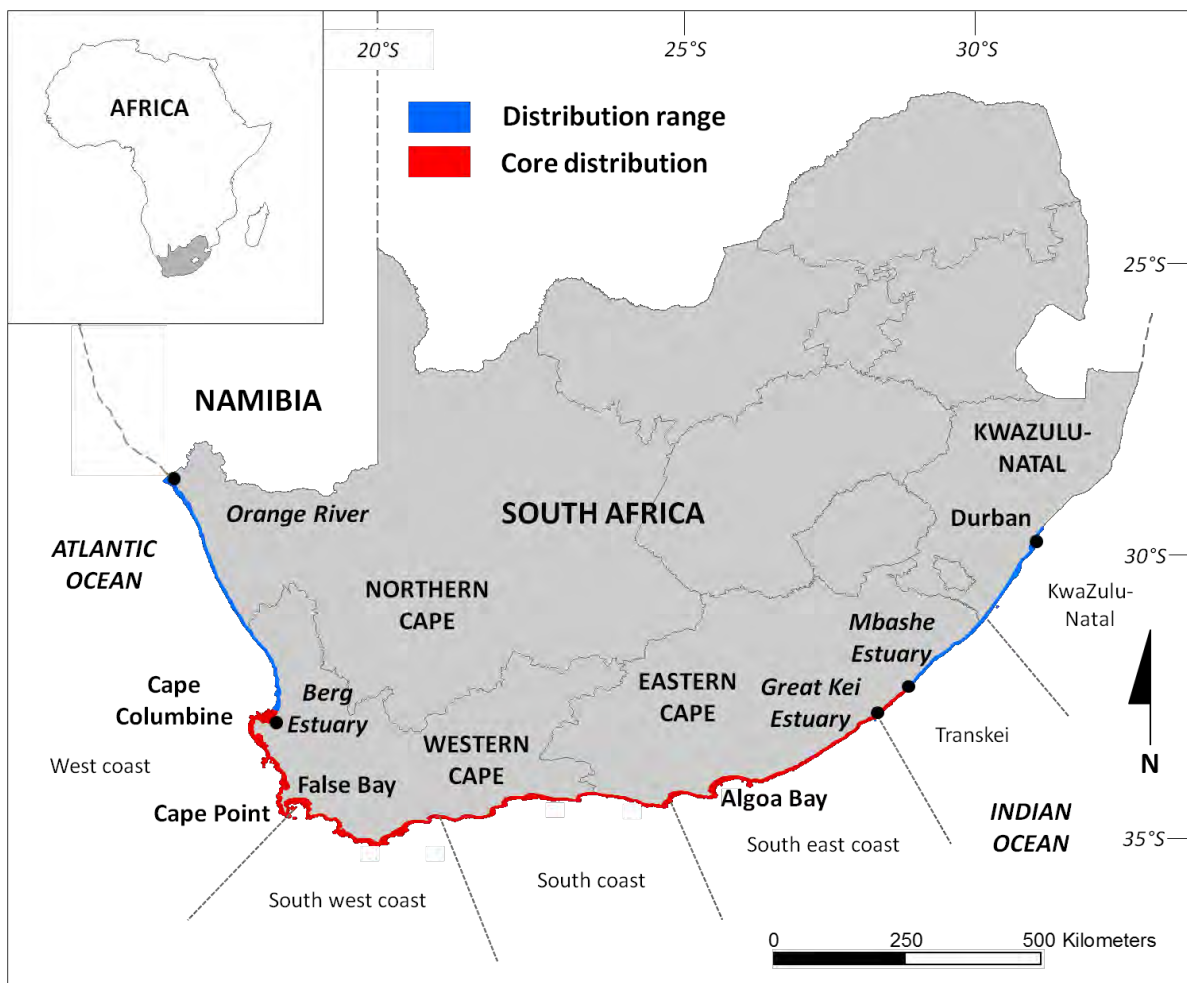 20°S
25°S
30°S
AFRICA
Distribution range
Core distribution
25°S
NAMIBIA
KWAZULU-
NATAL
Orange River
SOUTH AFRICA
Durban
ATLANTIC
OCEAN
30°S
NORTHERN
CAPE
KwaZulu-
Natal
Mbashe
Estuary
Cape
Columbine
Berg
Estuary
EASTERN
CAPE
Great Kei
Estuary
WESTERN
CAPE
Transkei
West coast
False Bay
N
Cape Point
Algoa Bay
INDIAN
OCEAN
35°S
South east coast
South coast
South west coast
0 250 500 Kilometers